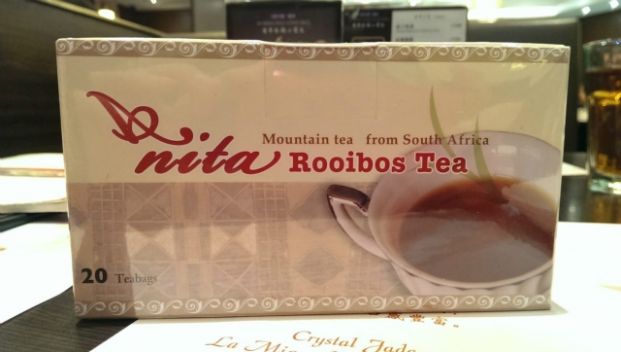 nita
Mountain tea from South Africa
Rooibos Tea
20 Teabags
Crystal Jade